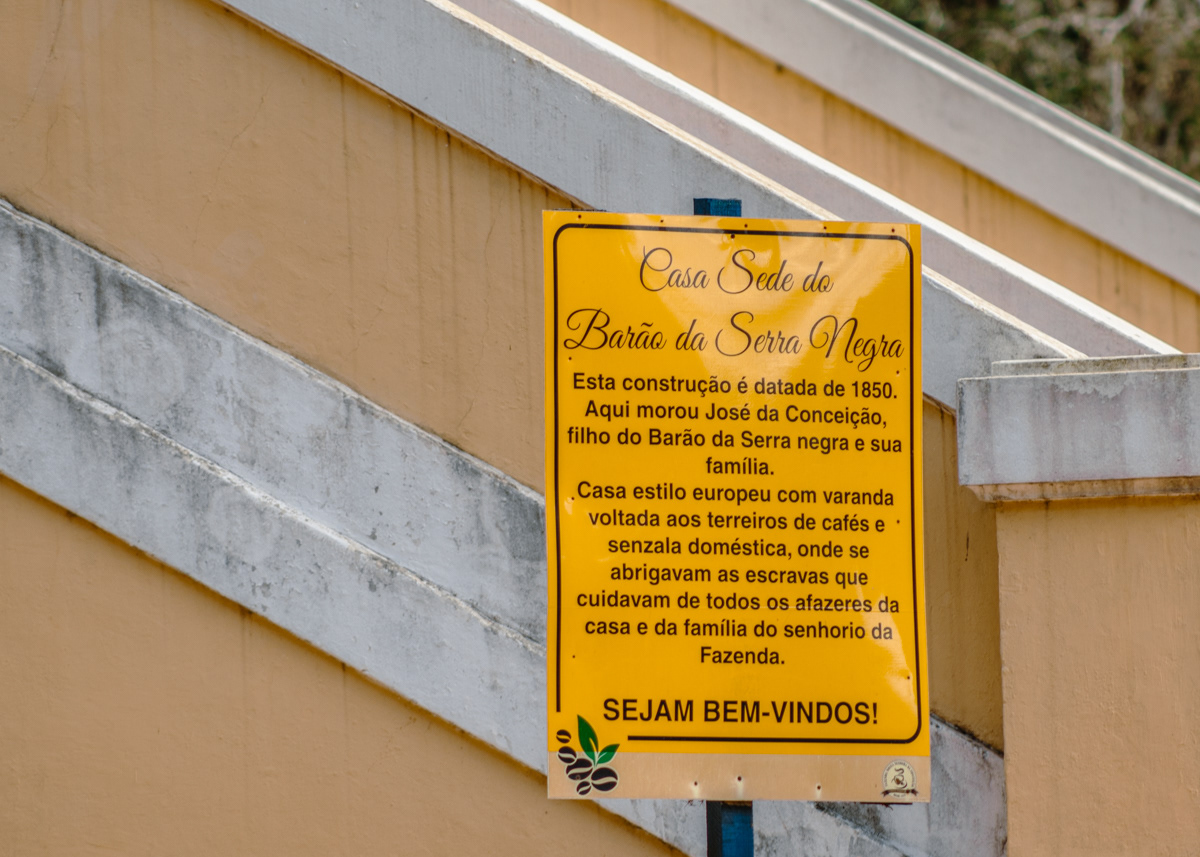 Casa Sede do
Barão da Serra Negra
Esta construção é datada de 1850.
Aqui morou José da Conceição,
filho do Barão da Serra negra e sua
família.
Casa estilo europeu com varanda
voltada aos terreiros de cafés e
senzala doméstica, onde se
abrigavam as escravas que
cuidavam de todos os afazeres da
casa e da família do senhorio da
Fazenda.
SEJAM BEM-VINDOS!